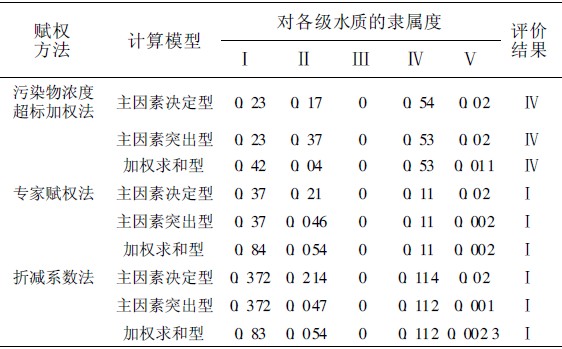 赋权方法 计算模型 对各级水质的隶属度 评价结果
Ⅰ Ⅱ Ⅲ Ⅳ Ⅴ
污染物浓度超标加权法 主因素决定型 0.23 0.17 0 0.54 0.02 Ⅳ
主因素突出型 0.23 0.37 0 0.53 0.02 Ⅳ
加权求和型 0.42 0.04 0 0.53 0.011 Ⅳ
专家赋权法 主因素决定型 0.37 0.21 0 0.11 0.02 Ⅰ
主因素突出型 0.37 0.046 0 0.11 0.002 Ⅰ
加权求和型 0.84 0.054 0 0.11 0.002 Ⅰ
折减系数法 主因素决定型 0.372 0.214 0 0.114 0.02 Ⅰ
主因素突出型 0.372 0.047 0 0.112 0.001 Ⅰ
加权求和型 0.83 0.054 0 0.112 0.002 3 Ⅰ